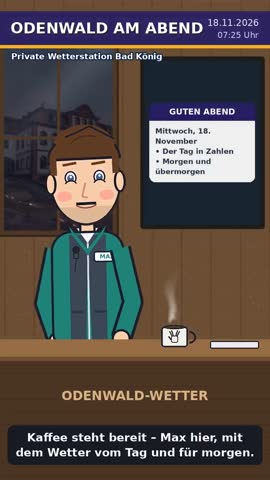 ODENWALD AM ABEND
18.11.2026
07:25 Uhr
Private Wetterstation Bad König
GUTEN ABEND
Mittwoch, 18.
November
• Der Tag in Zahlen
• Morgen und
übermorgen
MA
ODENWALD-WETTER
Kaffee steht bereit – Max hier, mit
dem Wetter vom Tag und für morgen.